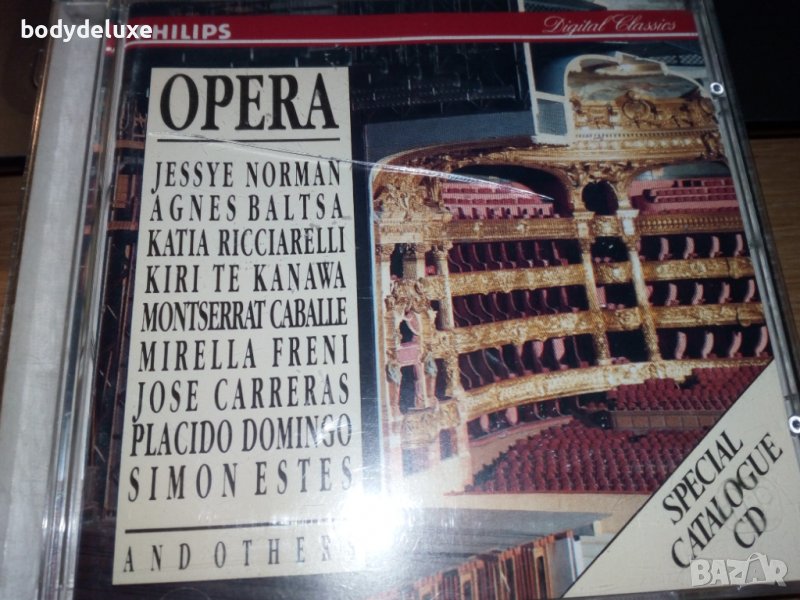 bodydeluxe
PHILIPS
Digital Classics
OPERA
JESSYE NORMAN
AGNES BALTSA
KATIA RICCIARELLI
KIRI TE KANAWA
MONTSERRAT CABALLE
MIRELLA FRENI
JOSE CARRERAS
PLACIDO DOMINGO
SIMON ESTES
AND OTHERS
SPECIAL
CATALOGUE
CD
BAZAR